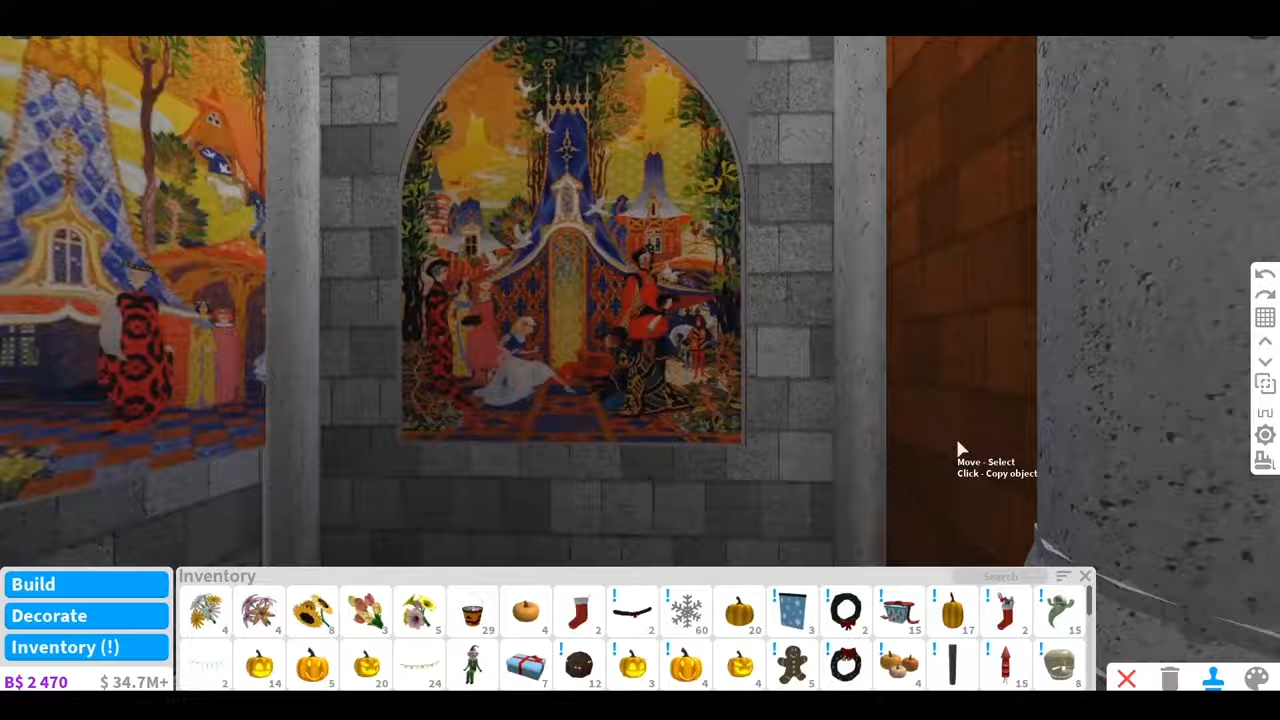 Move - Select
Click - Copy object
Build
Decorate
Inventory (!)
B$ 2 470 $ 34.7M+
Inventory
Search
4 4 8 3 5 29 4 2 ! 2 ! 60 20 ! 3 ! 2 ! 15 ! 17 ! 2 ! 15
2 14 5 20 24 7 ! 12 ! 3 ! 4 ! 4 ! 5 ! ! 4 ! ! 15 ! 8